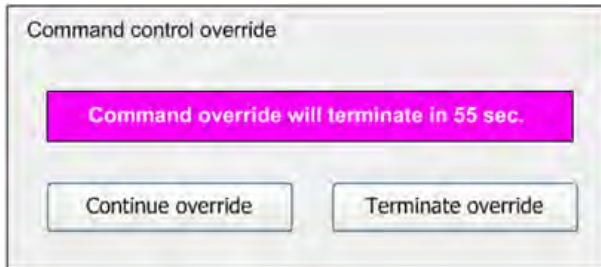 Command control override
Command override will terminate in 55 sec.
Continue override
Terminate override